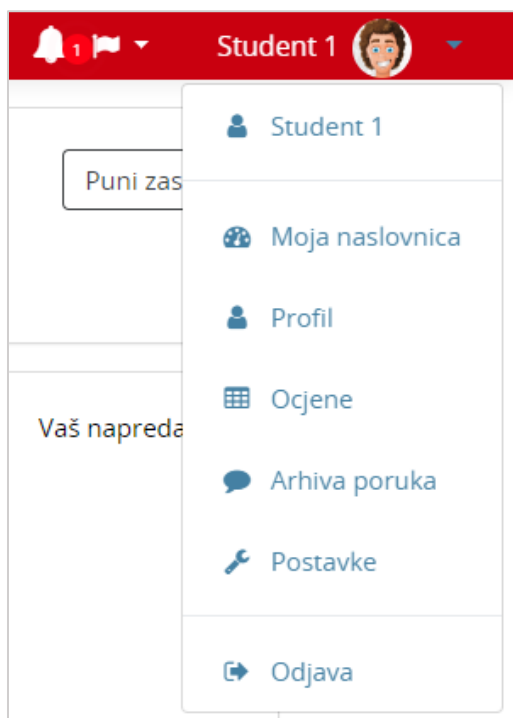 1
Student 1
Student 1
Puni zas
Moja naslovnica
Profil
Ocjene
Vaš napreda
Arhiva poruka
Postavke
Odjava